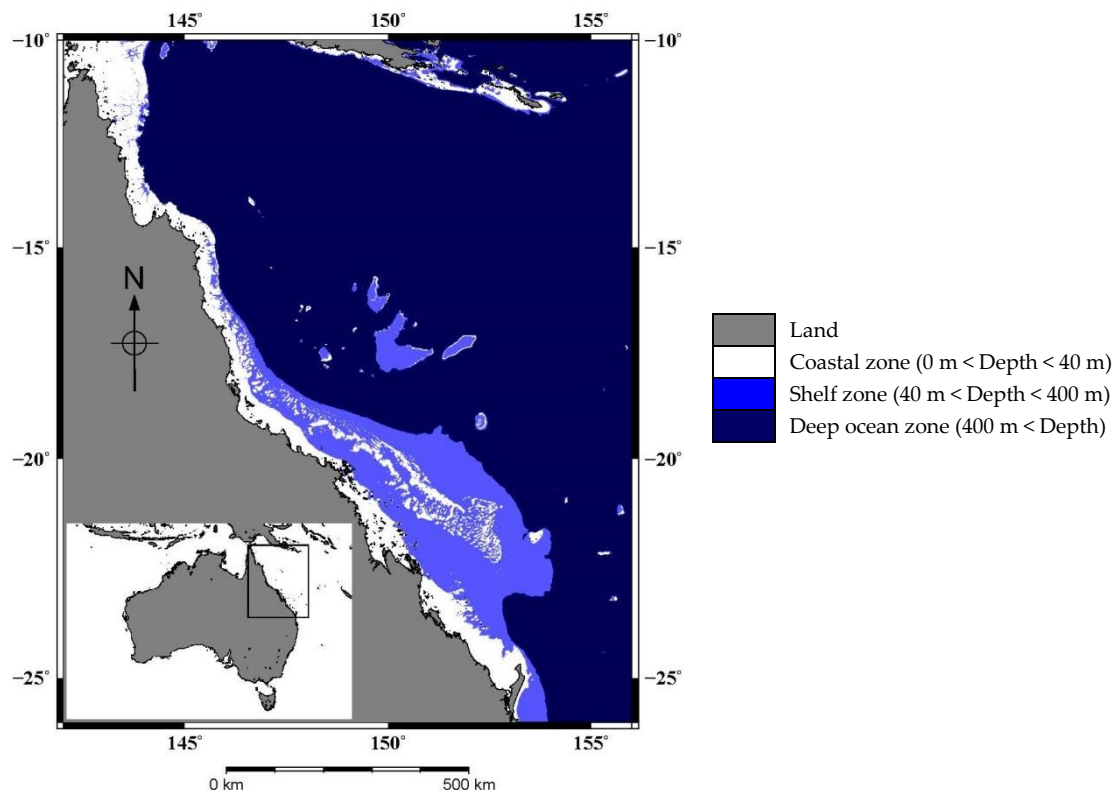 145° 150° 155°
−10° −10°
−15° −15°
N
Land
Coastal zone (0 m < Depth < 40 m)
Shelf zone (40 m < Depth < 400 m)
Deep ocean zone (400 m < Depth)
−20° −20°
−25° −25°
145° 150° 155°
0 km 500 km